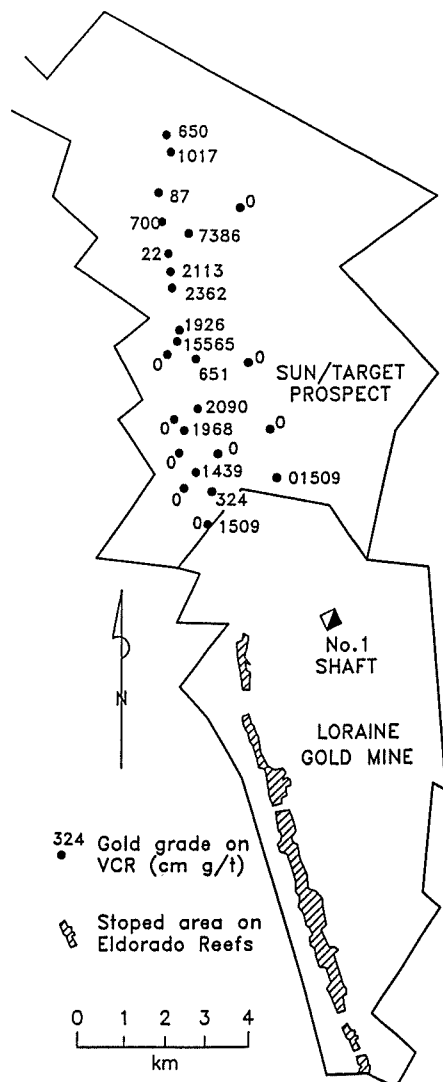 650
1017
87
0
700
7386
22
2113
2362
1926
15565
0
651
0
SUN/TARGET
PROSPECT
2090
0
1968
0
0
0
1439
01509
0
324
0
1509
No.1
SHAFT
N
LORAINE
GOLD MINE
324
Gold grade on
VCR (cm g/t)
Stoped area on
Eldorado Reefs
0 1 2 3 4
km